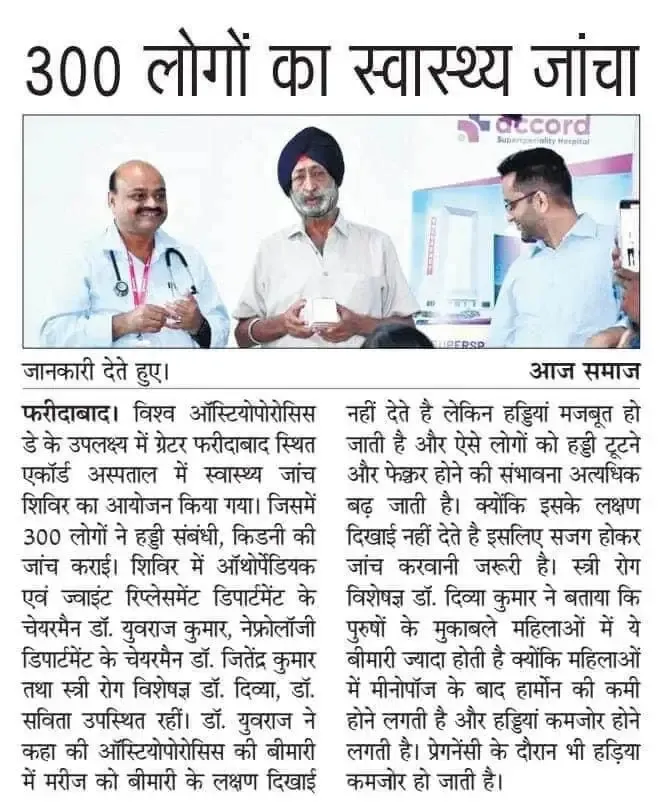 300 लोगों का स्वास्थ्य जांचा
accord
Superspeciality Hospital
SUPERSP
जानकारी देते हुए।
आज समाज
फरीदाबाद। विश्व ऑस्टियोपोरोसिस
डे के उपलक्ष्य में ग्रेटर फरीदाबाद स्थित
एकॉर्ड अस्पताल में स्वास्थ्य जांच
शिविर का आयोजन किया गया। जिसमें
300 लोगों ने हड्डी संबंधी, किडनी की
जांच कराई। शिविर में ऑथोर्पेडियक
एवं ज्वाइंट रिप्लेसमेंट डिपार्टमेंट के
चेयरमैन डॉ. युवराज कुमार, नेफ्रोलॉजी
डिपार्टमेंट के चेयरमैन डॉ. जितेंद्र कुमार
तथा स्त्री रोग विशेषज्ञ डॉ. दिव्या, डॉ.
सविता उपस्थित रहीं। डॉ. युवराज ने
कहा की ऑस्टियोपोरोसिस की बीमारी
में मरीज को बीमारी के लक्षण दिखाई
नहीं देते है लेकिन हड्डियां मजबूत हो
जाती है और ऐसे लोगों को हड्डी टूटने
और फेक्चर होने की संभावना अत्यधिक
बढ़ जाती है। क्योंकि इसके लक्षण
दिखाई नहीं देते है इसलिए सजग होकर
जांच करवानी जरूरी है। स्त्री रोग
विशेषज्ञ डॉ. दिव्या कुमार ने बताया कि
पुरुषों के मुकाबले महिलाओं में ये
बीमारी ज्यादा होती है क्योंकि महिलाओं
में मीनोपॉज के बाद हार्मोन की कमी
होने लगती है और हड्डियां कमजोर होने
लगती है। प्रेगनेंसी के दौरान भी हड़िया
कमजोर हो जाती है।